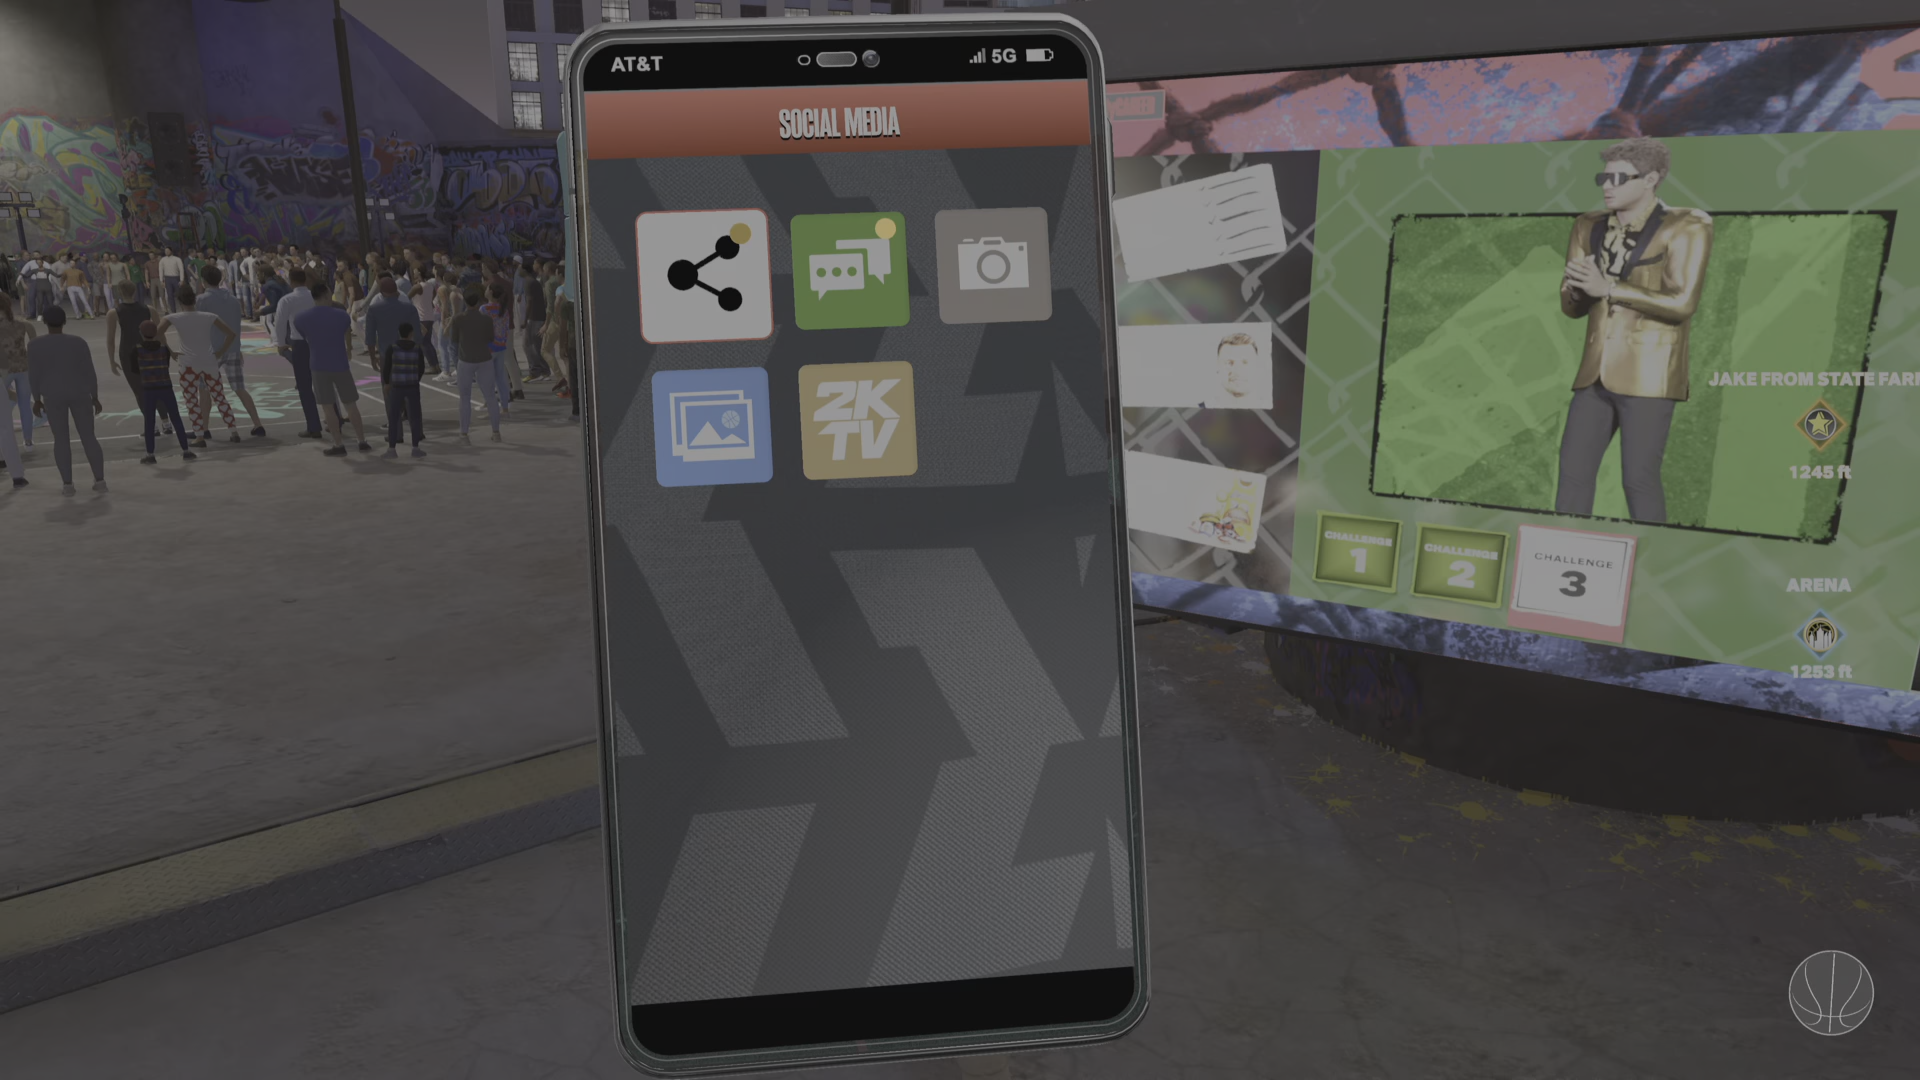 AT&T
5G
SOCIAL MEDIA
2K
TV
JAKE FROM STATE FAR
1245 ft
CHALLENGE
1
CHALLENGE
2
CHALLENGE
3
ARENA
1253 ft